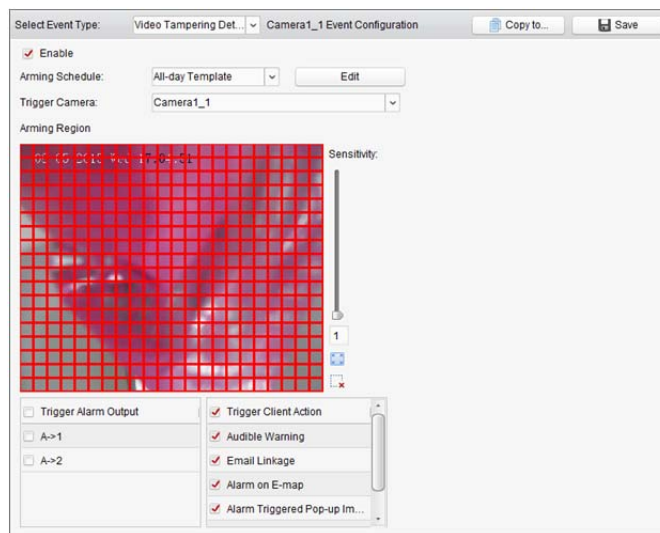 Select Event Type: Video Tampering Det... Camera1_1 Event Configuration Copy to... Save
Enable
Arming Schedule: All-day Template Edit
Trigger Camera: Camera1_1
Arming Region
Sensitivity:
1
Trigger Alarm Output
A->1
A->2
Trigger Client Action
Audible Warning
Email Linkage
Alarm on E-map
Alarm Triggered Pop-up Im...